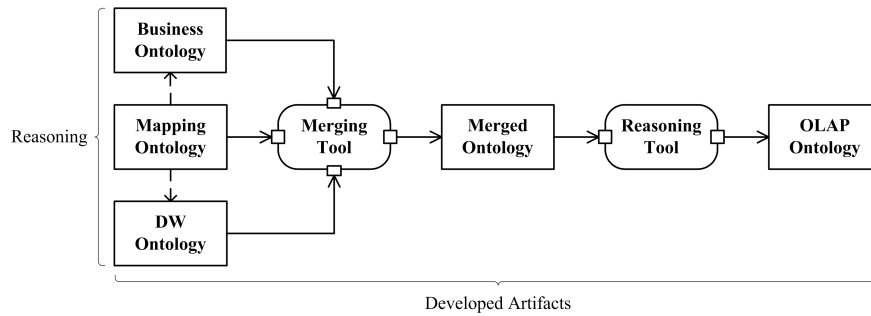 Business
Ontology
Reasoning
Mapping
Ontology
Merging
Tool
Merged
Ontology
Reasoning
Tool
OLAP
Ontology
DW
Ontology
Developed Artifacts